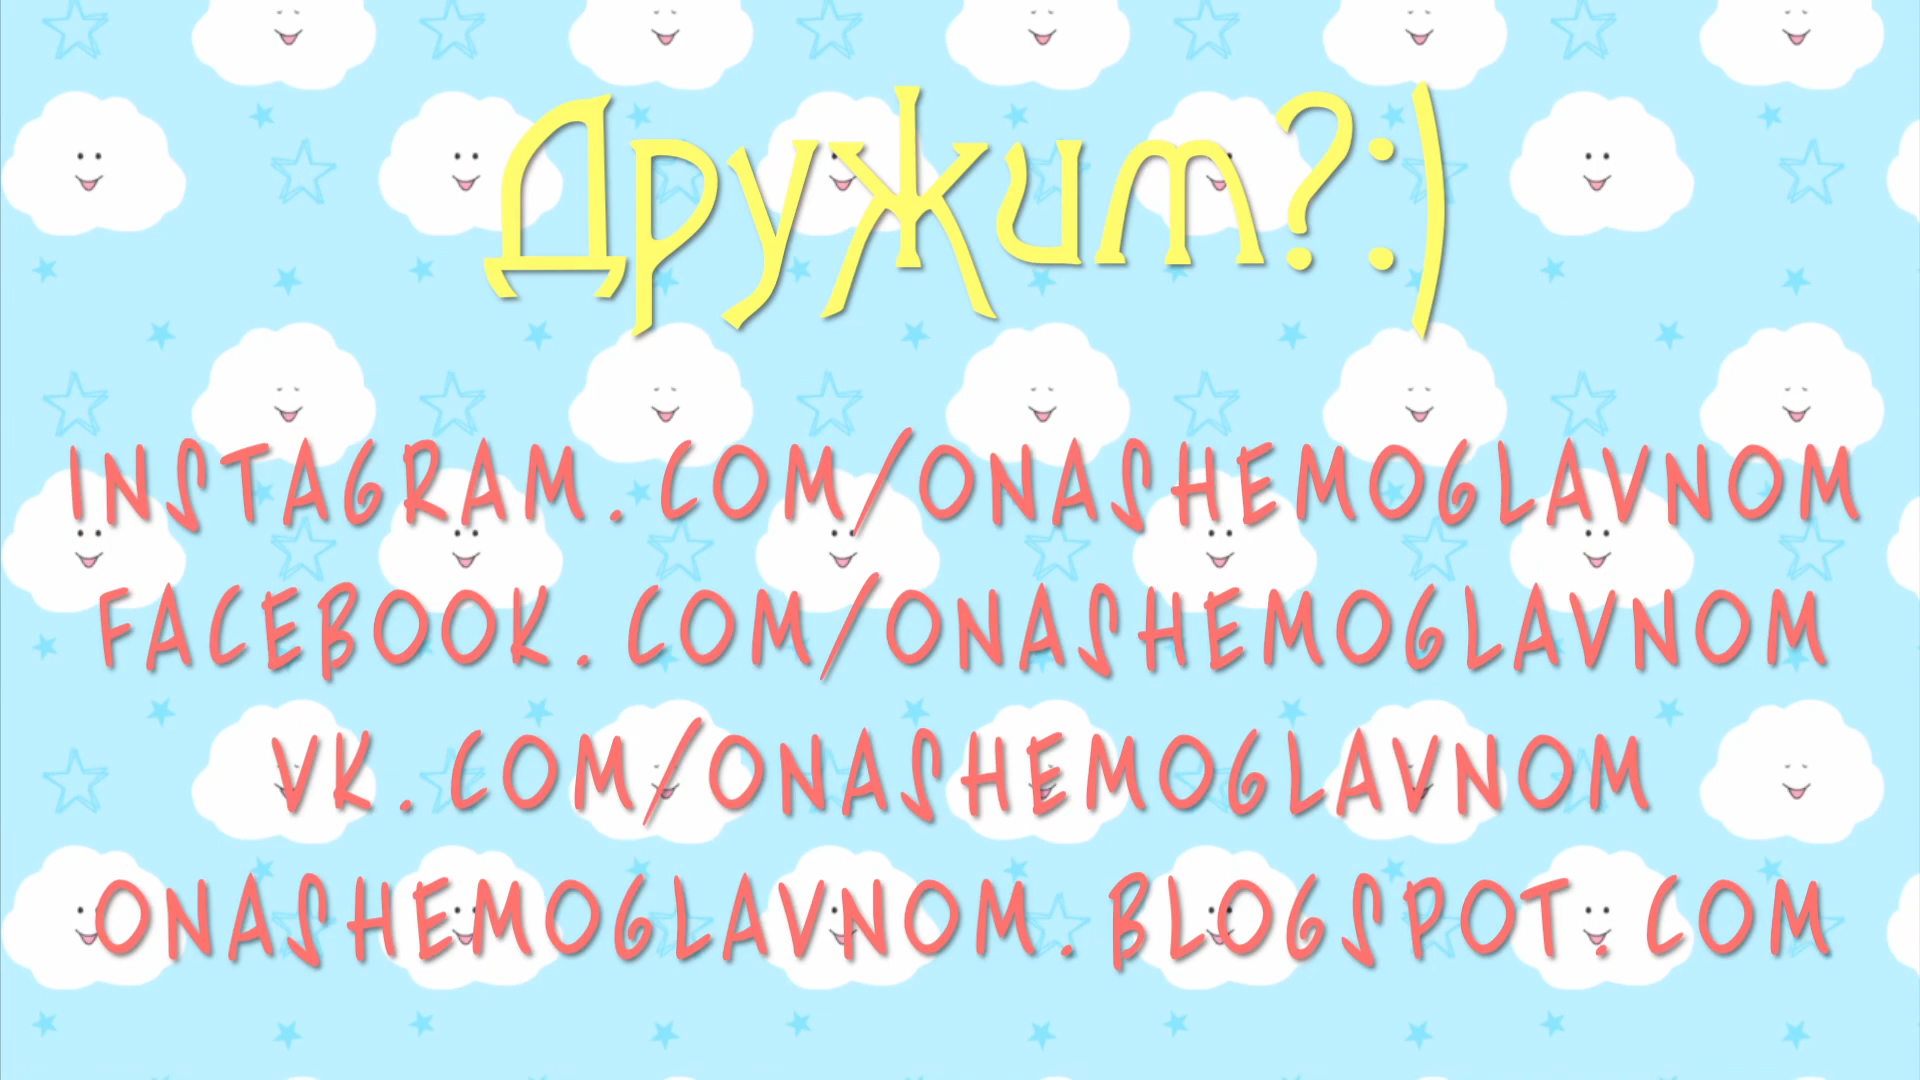 Дружим?:)
INSTAGRAM.COM/ONASHEMOGLAVNOM
FACEBOOK.COM/ONASHEMOGLAVNOM
VK.COM/ONASHEMOGLAVNOM
ONASHEMOGLAVNOM.BLOGSPOT.COM